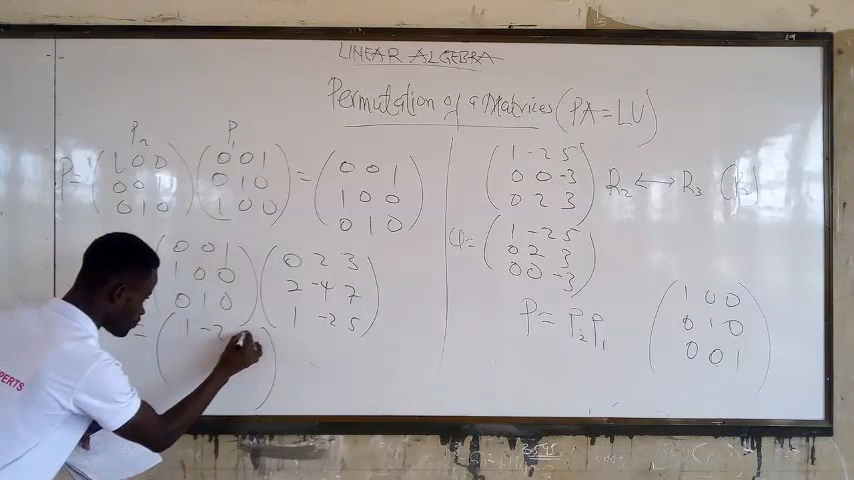 LINEAR ALGEBRA
Permutation of a Matrices (PA = LU)
P₂ P₁
P = (1 0 0) (0 0 1) = (0 0 1)
0 0 1 0 1 0 1 0 0
0 1 0 1 0 0 0 1 0
0 0 1 0 2 3
1 0 0 2 -4 7
0 1 0 1 -2 5
= (1 -2
1 -2 5
0 0 -3 R₂ ↔ R₃ (P₂)
0 2 3
1 -2 5
0 2 3
0 0 -3
P = P₂P₁
1 0 0
0 1 0
0 0 1
PERTS